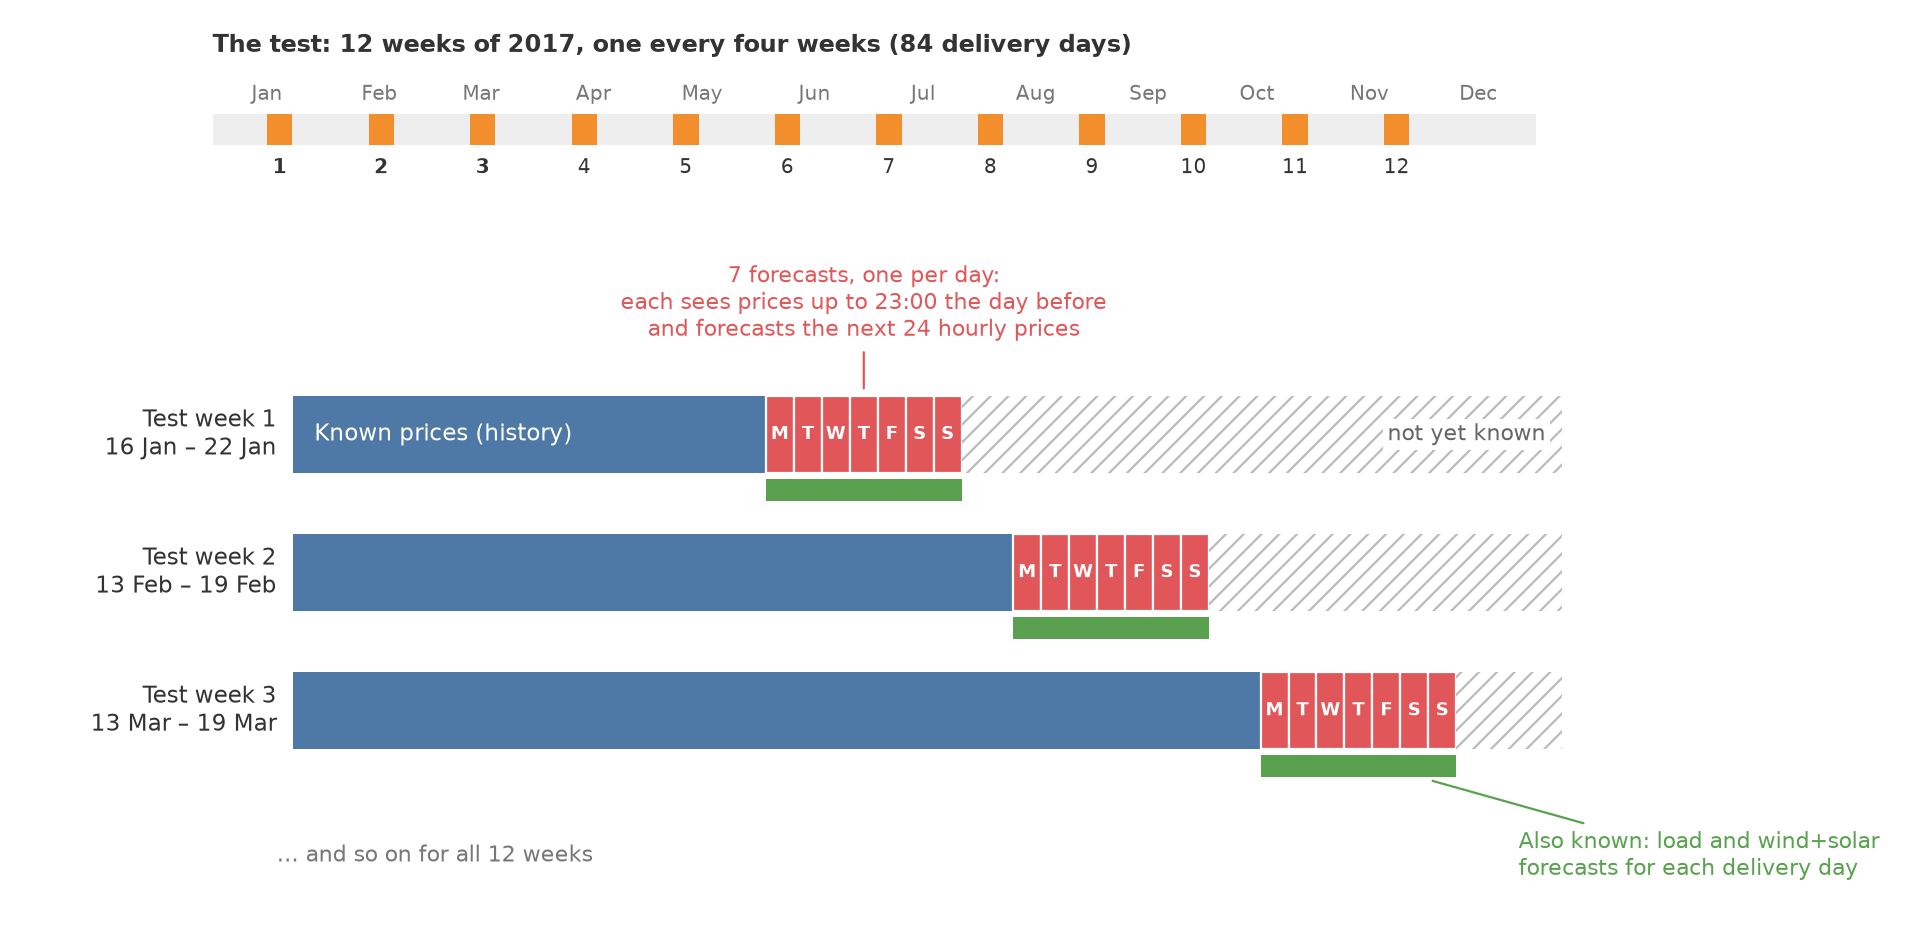 The test: 12 weeks of 2017, one every four weeks (84 delivery days)
Jan Feb Mar Apr May Jun Jul Aug Sep Oct Nov Dec
1 2 3 4 5 6 7 8 9 10 11 12
7 forecasts, one per day:
each sees prices up to 23:00 the day before
and forecasts the next 24 hourly prices
Test week 1
16 Jan – 22 Jan
Known prices (history)
M T W T F S S
not yet known
Test week 2
13 Feb – 19 Feb
M T W T F S S
Test week 3
13 Mar – 19 Mar
M T W T F S S
Also known: load and wind+solar
forecasts for each delivery day
... and so on for all 12 weeks